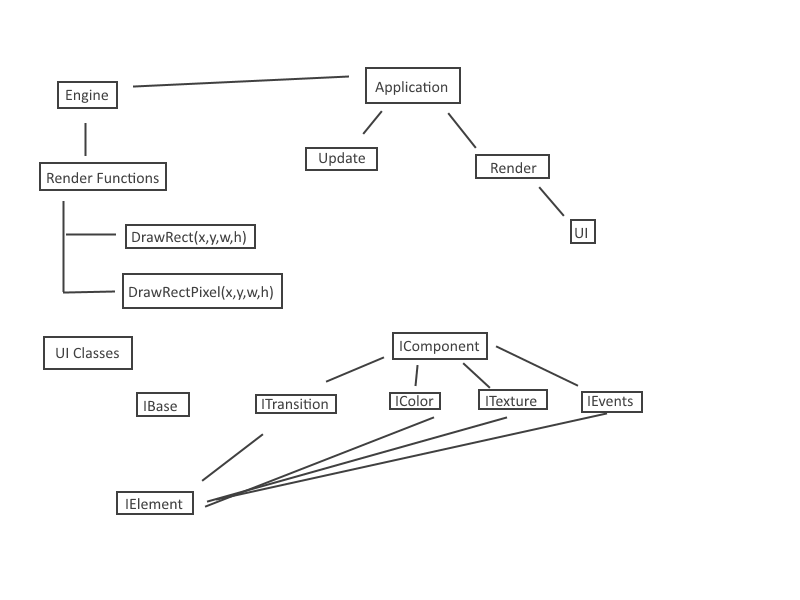 Engine
Application
Update
Render Functions
Render
UI
DrawRect(x,y,w,h)
DrawRectPixel(x,y,w,h)
UI Classes
IComponent
IBase
ITransition
IColor
ITexture
IEvents
IElement